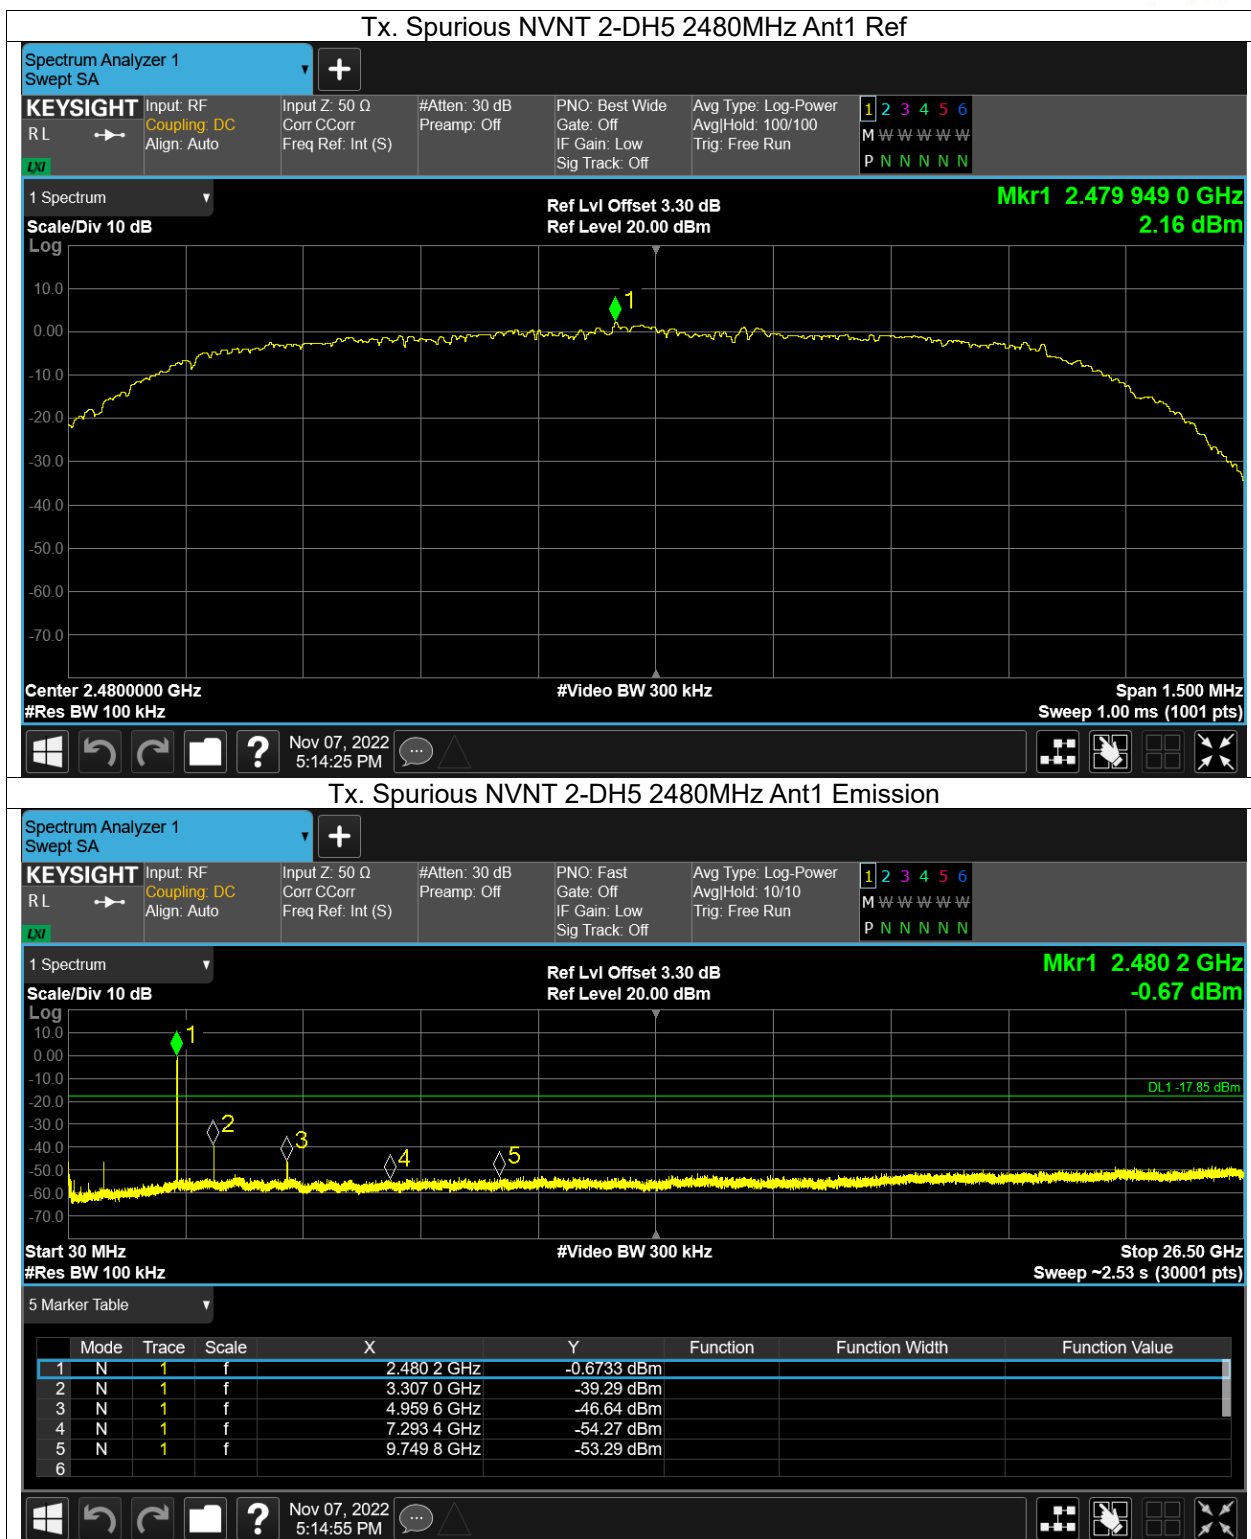 Tx. Spurious NVNT 2-DH5 2480MHz Ant1 Ref
Spectrum Analyzer 1
Swept SA
+
KEYSIGHT
R L
LXI
Input: RF
Coupling: DC
Align: Auto
Input Z: 50 Ω
Corr CCorr
Freq Ref: Int (S)
#Atten: 30 dB
Preamp: Off
PNO: Best Wide
Gate: Off
IF Gain: Low
Sig Track: Off
Avg Type: Log-Power
Avg|Hold: 100/100
Trig: Free Run
1 2 3 4 5 6
M W W W W W
P N N N N N
1 Spectrum
Scale/Div 10 dB
Ref Lvl Offset 3.30 dB
Ref Level 20.00 dBm
Mkr1 2.479 949 0 GHz
2.16 dBm
Log
10.0
0.00
-10.0
-20.0
-30.0
-40.0
-50.0
-60.0
-70.0
1
Center 2.4800000 GHz
#Res BW 100 kHz
#Video BW 300 kHz
Span 1.500 MHz
Sweep 1.00 ms (1001 pts)
?
Nov 07, 2022
5:14:25 PM
Tx. Spurious NVNT 2-DH5 2480MHz Ant1 Emission
Spectrum Analyzer 1
Swept SA
+
KEYSIGHT
R L
LXI
Input: RF
Coupling: DC
Align: Auto
Input Z: 50 Ω
Corr CCorr
Freq Ref: Int (S)
#Atten: 30 dB
Preamp: Off
PNO: Fast
Gate: Off
IF Gain: Low
Sig Track: Off
Avg Type: Log-Power
Avg|Hold: 10/10
Trig: Free Run
1 2 3 4 5 6
M W W W W W
P N N N N N
1 Spectrum
Scale/Div 10 dB
Ref Lvl Offset 3.30 dB
Ref Level 20.00 dBm
Mkr1 2.480 2 GHz
-0.67 dBm
Log
10.0
0.00
-10.0
-20.0
-30.0
-40.0
-50.0
-60.0
-70.0
1
2
3
4
5
DL1 -17.85 dBm
Start 30 MHz
#Res BW 100 kHz
#Video BW 300 kHz
Stop 26.50 GHz
Sweep ~2.53 s (30001 pts)
5 Marker Table
Mode Trace Scale X Y Function Function Width Function Value
1 N 1 f 2.480 2 GHz -0.6733 dBm
2 N 1 f 3.307 0 GHz -39.29 dBm
3 N 1 f 4.959 6 GHz -46.64 dBm
4 N 1 f 7.293 4 GHz -54.27 dBm
5 N 1 f 9.749 8 GHz -53.29 dBm
6
?
Nov 07, 2022
5:14:55 PM